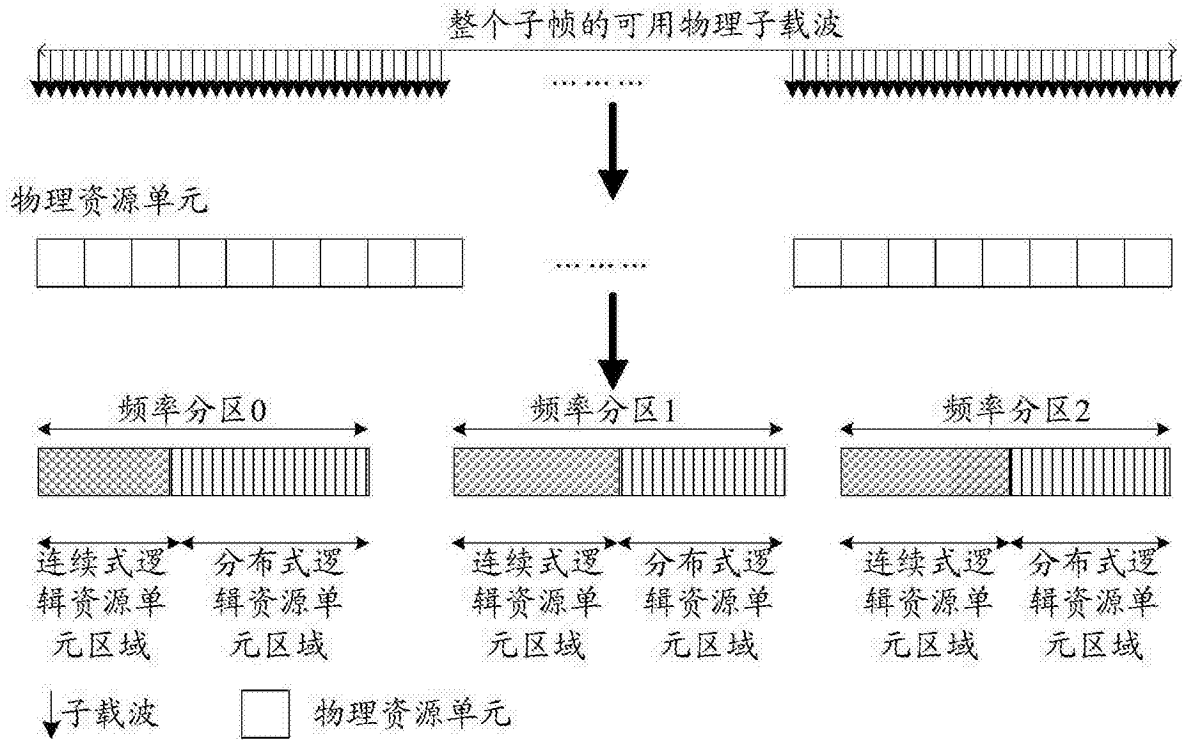 整个子帧的可用物理子载波
………
物理资源单元
………
频率分区0
频率分区1
频率分区2
连续式逻
辑资源单
元区域
分布式逻
辑资源单
元区域
连续式逻
辑资源单
元区域
分布式逻
辑资源单
元区域
连续式逻
辑资源单
元区域
分布式逻
辑资源单
元区域
子载波
物理资源单元